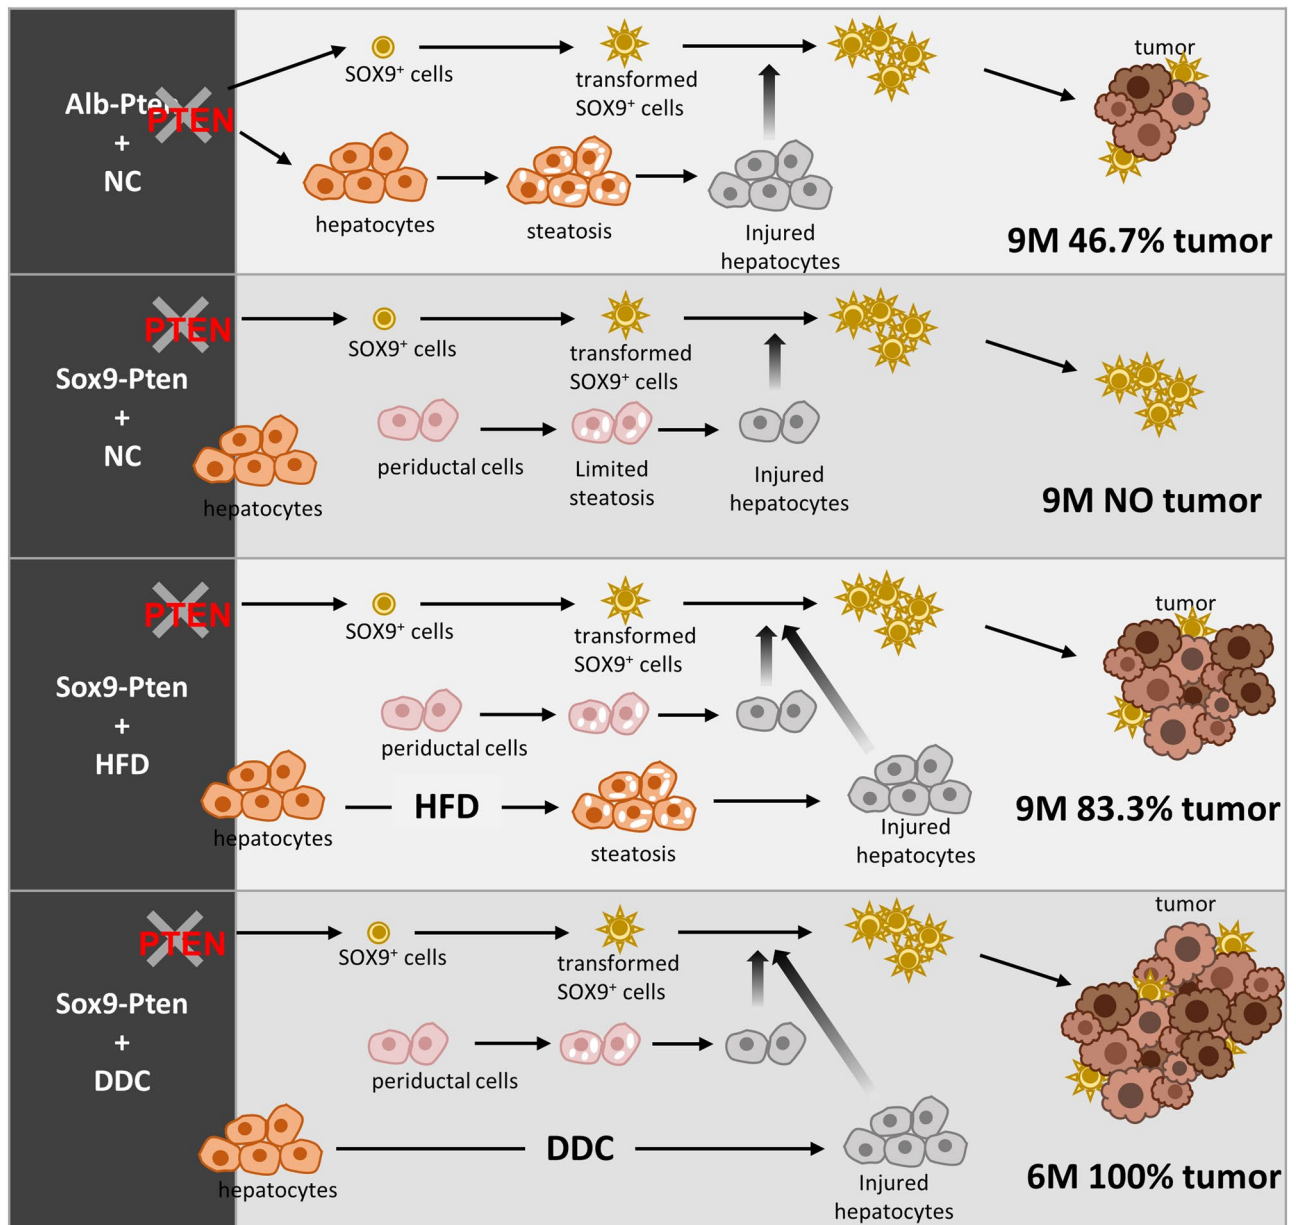 Alb-Pten
+
NC
PTEN
SOX9⁺ cells
transformed
SOX9⁺ cells
tumor
hepatocytes
steatosis
Injured
hepatocytes
9M 46.7% tumor
PTEN
Sox9-Pten
+
NC
SOX9⁺ cells
transformed
SOX9⁺ cells
periductal cells
Limited
steatosis
Injured
hepatocytes
hepatocytes
9M NO tumor
PTEN
Sox9-Pten
+
HFD
SOX9⁺ cells
transformed
SOX9⁺ cells
tumor
periductal cells
HFD
hepatocytes
steatosis
Injured
hepatocytes
9M 83.3% tumor
PTEN
Sox9-Pten
+
DDC
SOX9⁺ cells
transformed
SOX9⁺ cells
tumor
periductal cells
DDC
hepatocytes
Injured
hepatocytes
6M 100% tumor